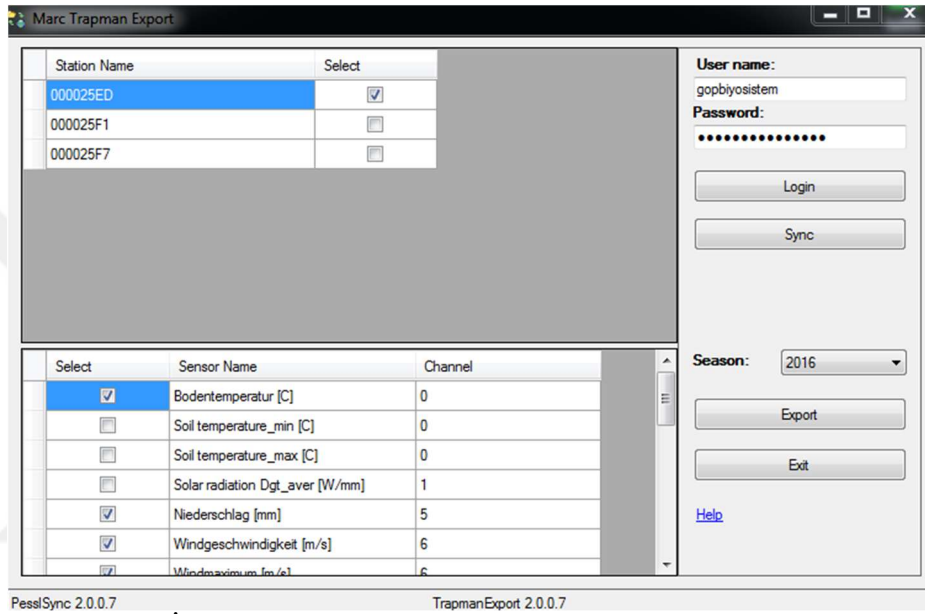 Marc Trapman Export
Station Name Select
000025ED
000025F1
000025F7
User name:
gopbiyosistem
Password:
●●●●●●●●●●●●●●●
Login
Sync
Select Sensor Name Channel
Bodentemperatur [C] 0
Soil temperature_min [C] 0
Soil temperature_max [C] 0
Solar radiation Dgt_aver [W/mm] 1
Niederschlag [mm] 5
Windgeschwindigkeit [m/s] 6
Windmaximum [m/s] 6
Season: 2016
Export
Exit
Help
PesslSync 2.0.0.7 TrapmanExport 2.0.0.7